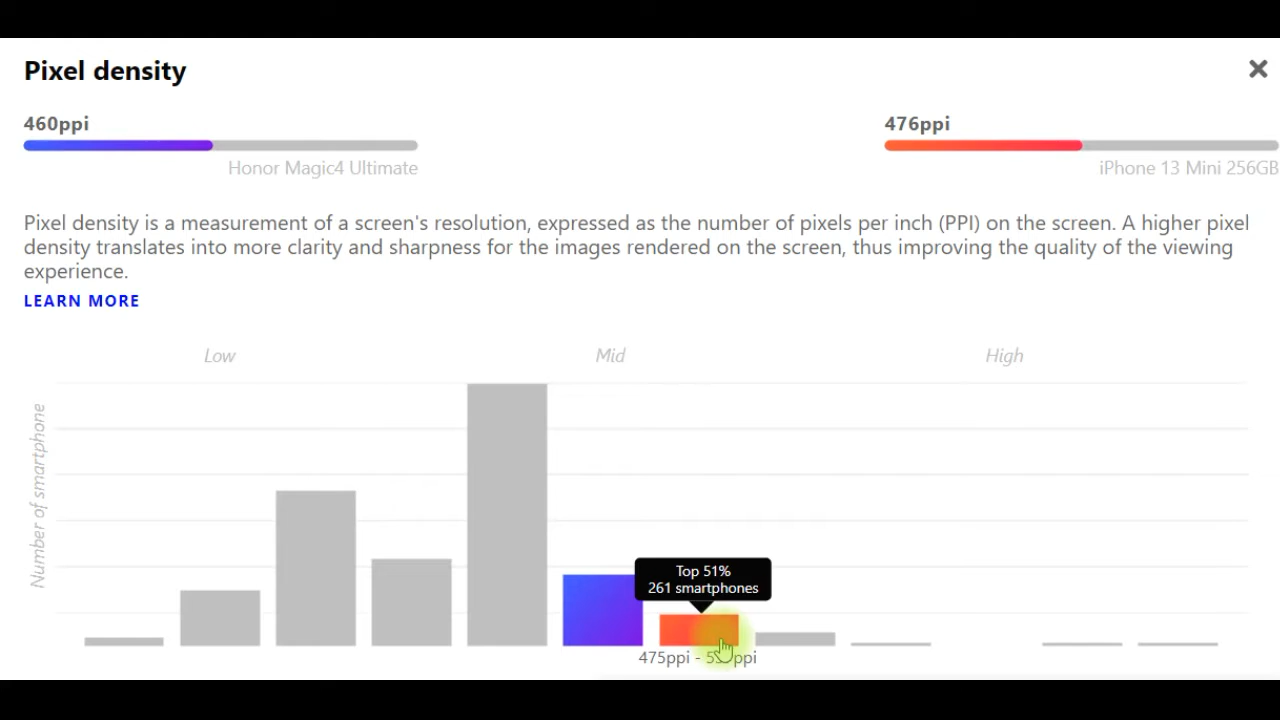 Pixel density
460ppi
476ppi
Honor Magic4 Ultimate
iPhone 13 Mini 256GB
Pixel density is a measurement of a screen's resolution, expressed as the number of pixels per inch (PPI) on the screen. A higher pixel
density translates into more clarity and sharpness for the images rendered on the screen, thus improving the quality of the viewing
experience.
LEARN MORE
Low
Mid
High
Number of smartphone
Top 51%
261 smartphones
475ppi -